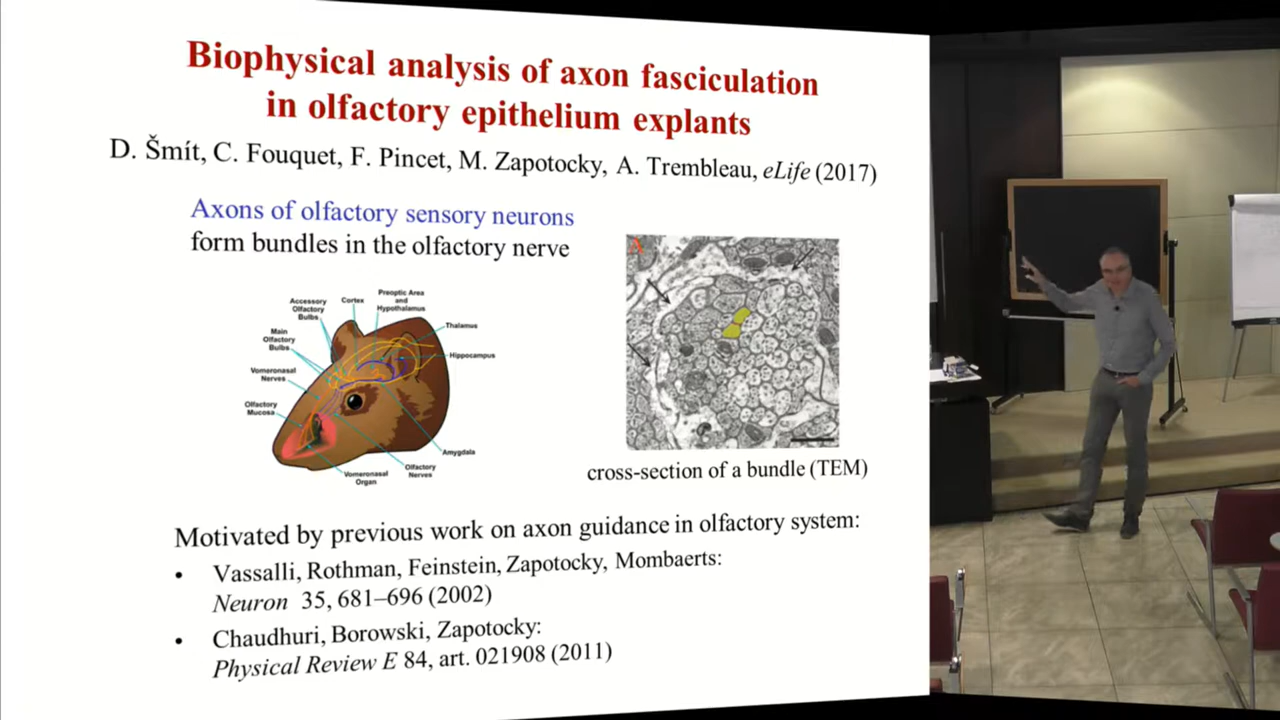 Biophysical analysis of axon fasciculation
in olfactory epithelium explants
D. Šmít, C. Fouquet, F. Pincet, M. Zapotocky, A. Trembleau, eLife (2017)
Axons of olfactory sensory neurons
form bundles in the olfactory nerve
Accessory
Olfactory
Bulbs
Cortex
Preoptic Area
and
Hypothalamus
Thalamus
Main
Olfactory
Bulbs
Hippocampus
Vomeronasal
Nerves
Olfactory
Mucosa
Amygdala
Vomeronasal
Organ
Olfactory
Nerves
A
cross-section of a bundle (TEM)
Motivated by previous work on axon guidance in olfactory system:
• Vassalli, Rothman, Feinstein, Zapotocky, Mombaerts:
Neuron 35, 681–696 (2002)
• Chaudhuri, Borowski, Zapotocky:
Physical Review E 84, art. 021908 (2011)